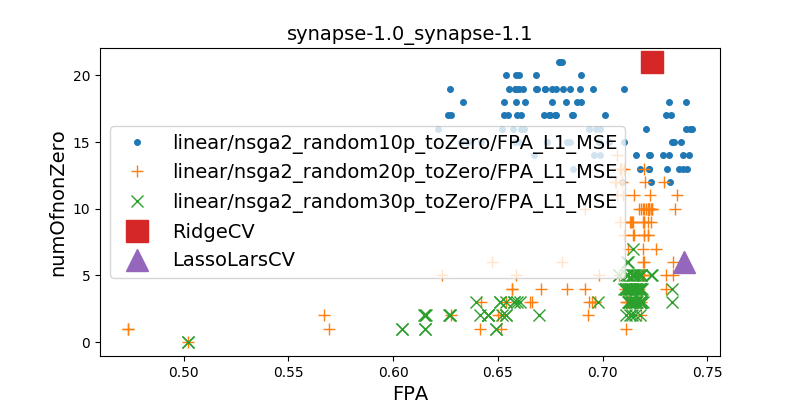 synapse-1.0_synapse-1.1
numOfnonZero
20
15
10
5
0
linear/nsga2_random10p_toZero/FPA_L1_MSE
linear/nsga2_random20p_toZero/FPA_L1_MSE
linear/nsga2_random30p_toZero/FPA_L1_MSE
RidgeCV
LassoLarsCV
0.50 0.55 0.60 0.65 0.70 0.75
FPA